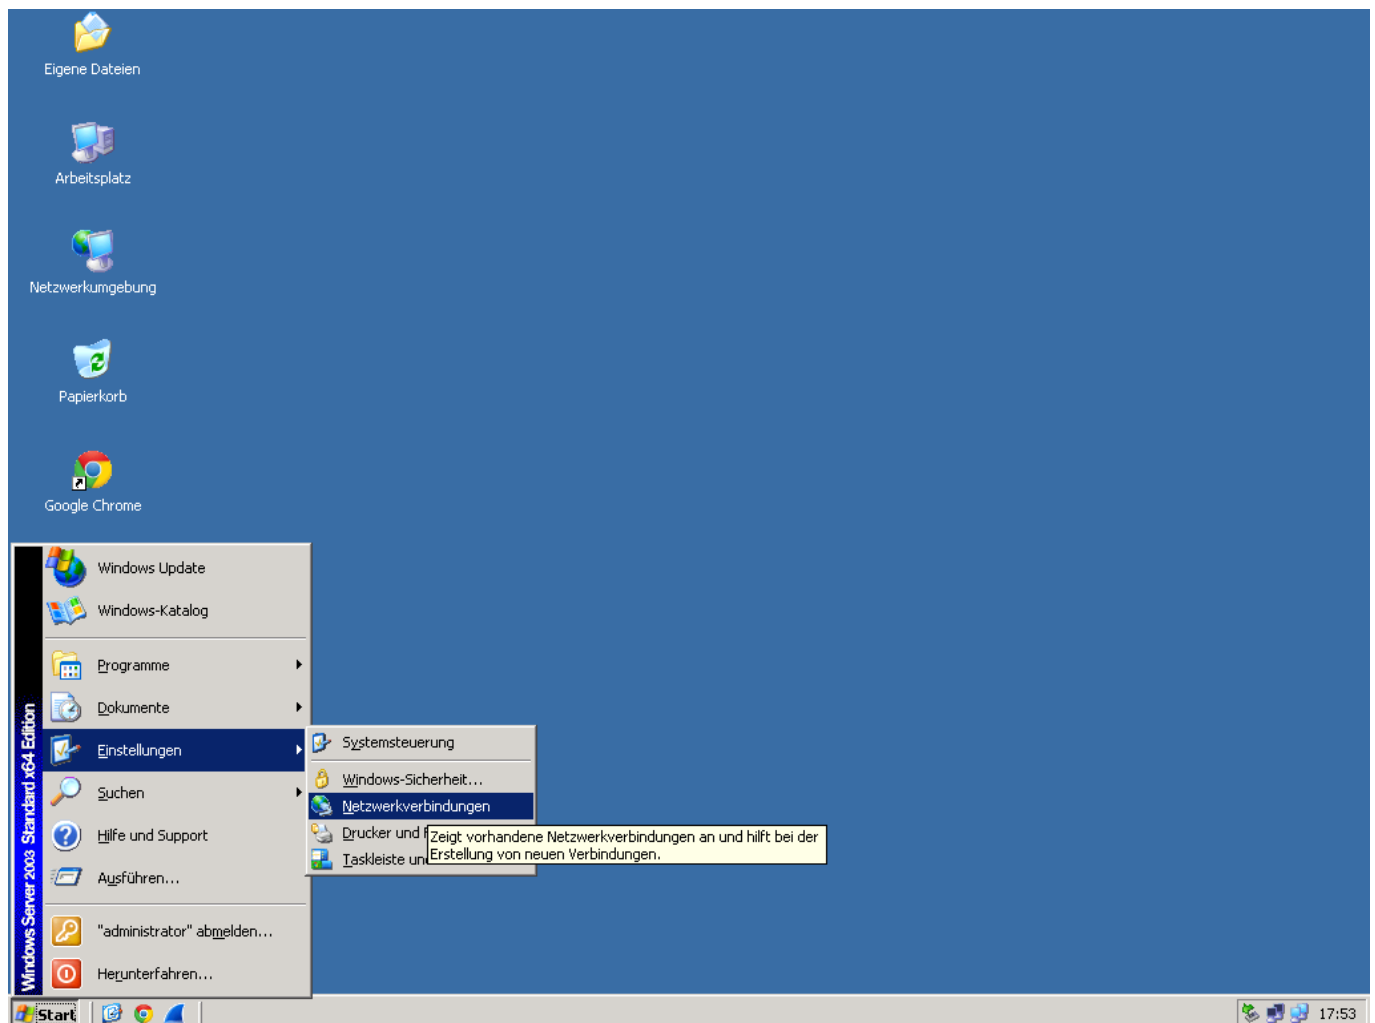 Eigene Dateien
Arbeitsplatz
Netzwerkumgebung
Papierkorb
Google Chrome
Windows Server 2003 Standard x64 Edition
Windows Update
Windows-Katalog
Programme
Dokumente
Einstellungen
Suchen
Hilfe und Support
Ausführen...
"administrator" abmelden...
Herunterfahren...
Systemsteuerung
Windows-Sicherheit...
Netzwerkverbindungen
Drucker und
Taskleiste
Zeigt vorhandene Netzwerkverbindungen an und hilft bei der
Erstellung von neuen Verbindungen.
Start
17:53